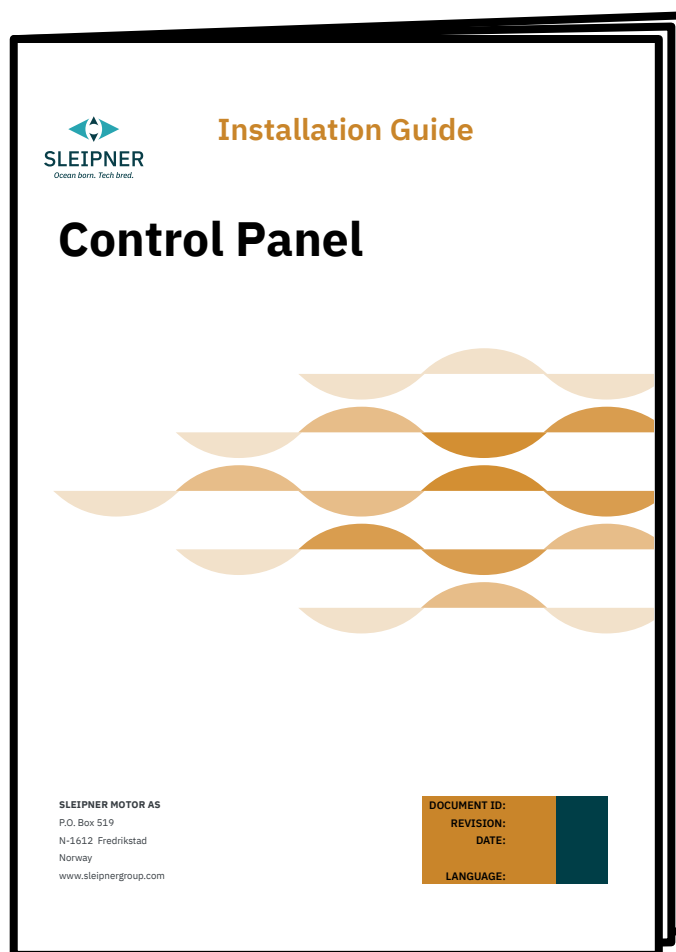 Installation Guide
SLEIPNER
Ocean born. Tech bred.
Control Panel
SLEIPNER MOTOR AS
P.O. Box 519
N-1612 Fredrikstad
Norway
www.sleipnergroup.com
DOCUMENT ID:
REVISION:
DATE:
LANGUAGE: